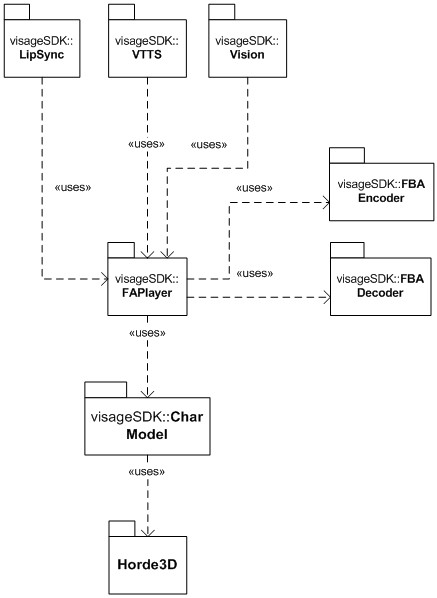 visageSDK::
LipSync
visageSDK::
VTTS
visageSDK::
Vision
«uses»
«uses»
«uses»
«uses»
visageSDK::FBA
Encoder
visageSDK::
FAPlayer
«uses»
visageSDK::FBA
Decoder
«uses»
visageSDK::Char
Model
«uses»
Horde3D